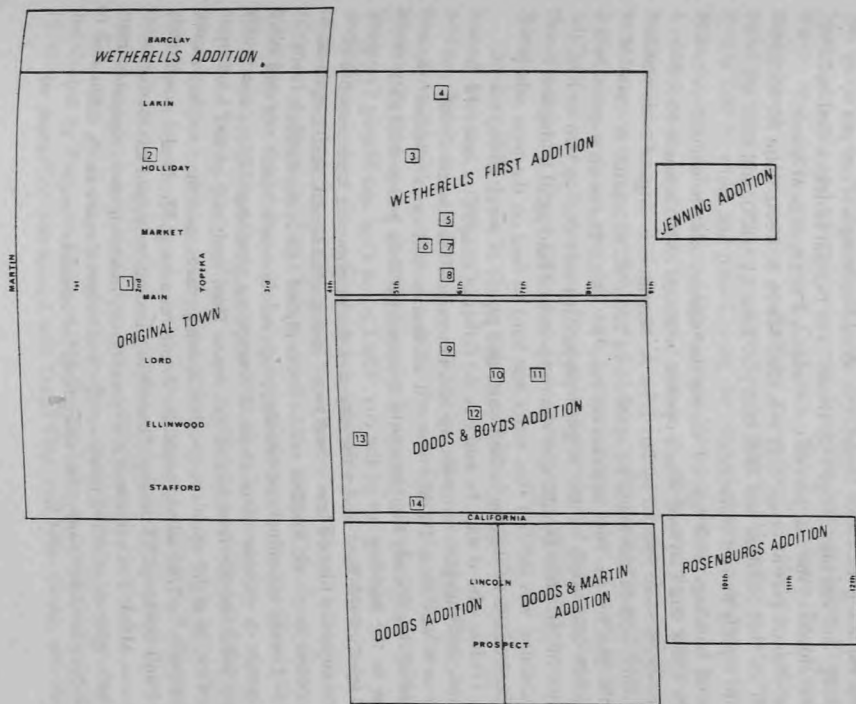 BARCLAY
WETHERELLS ADDITION
LAKIN
2
HOLLIDAY
MARKET
MARTIN
1st
1
2nd
TOPEKA
3rd
4th
MAIN
ORIGINAL TOWN
LORD
ELLINWOOD
STAFFORD
4
3
WETHERELLS FIRST ADDITION
5
6
7
8
5th
6th
7th
8th
JENNING ADDITION
9
10
11
12
DODDS & BOYDS ADDITION
13
14
CALIFORNIA
LINCOLN
DODDS ADDITION
DODDS & MARTIN
ADDITION
PROSPECT
ROSENBURGS ADDITION
10th
11th
12th